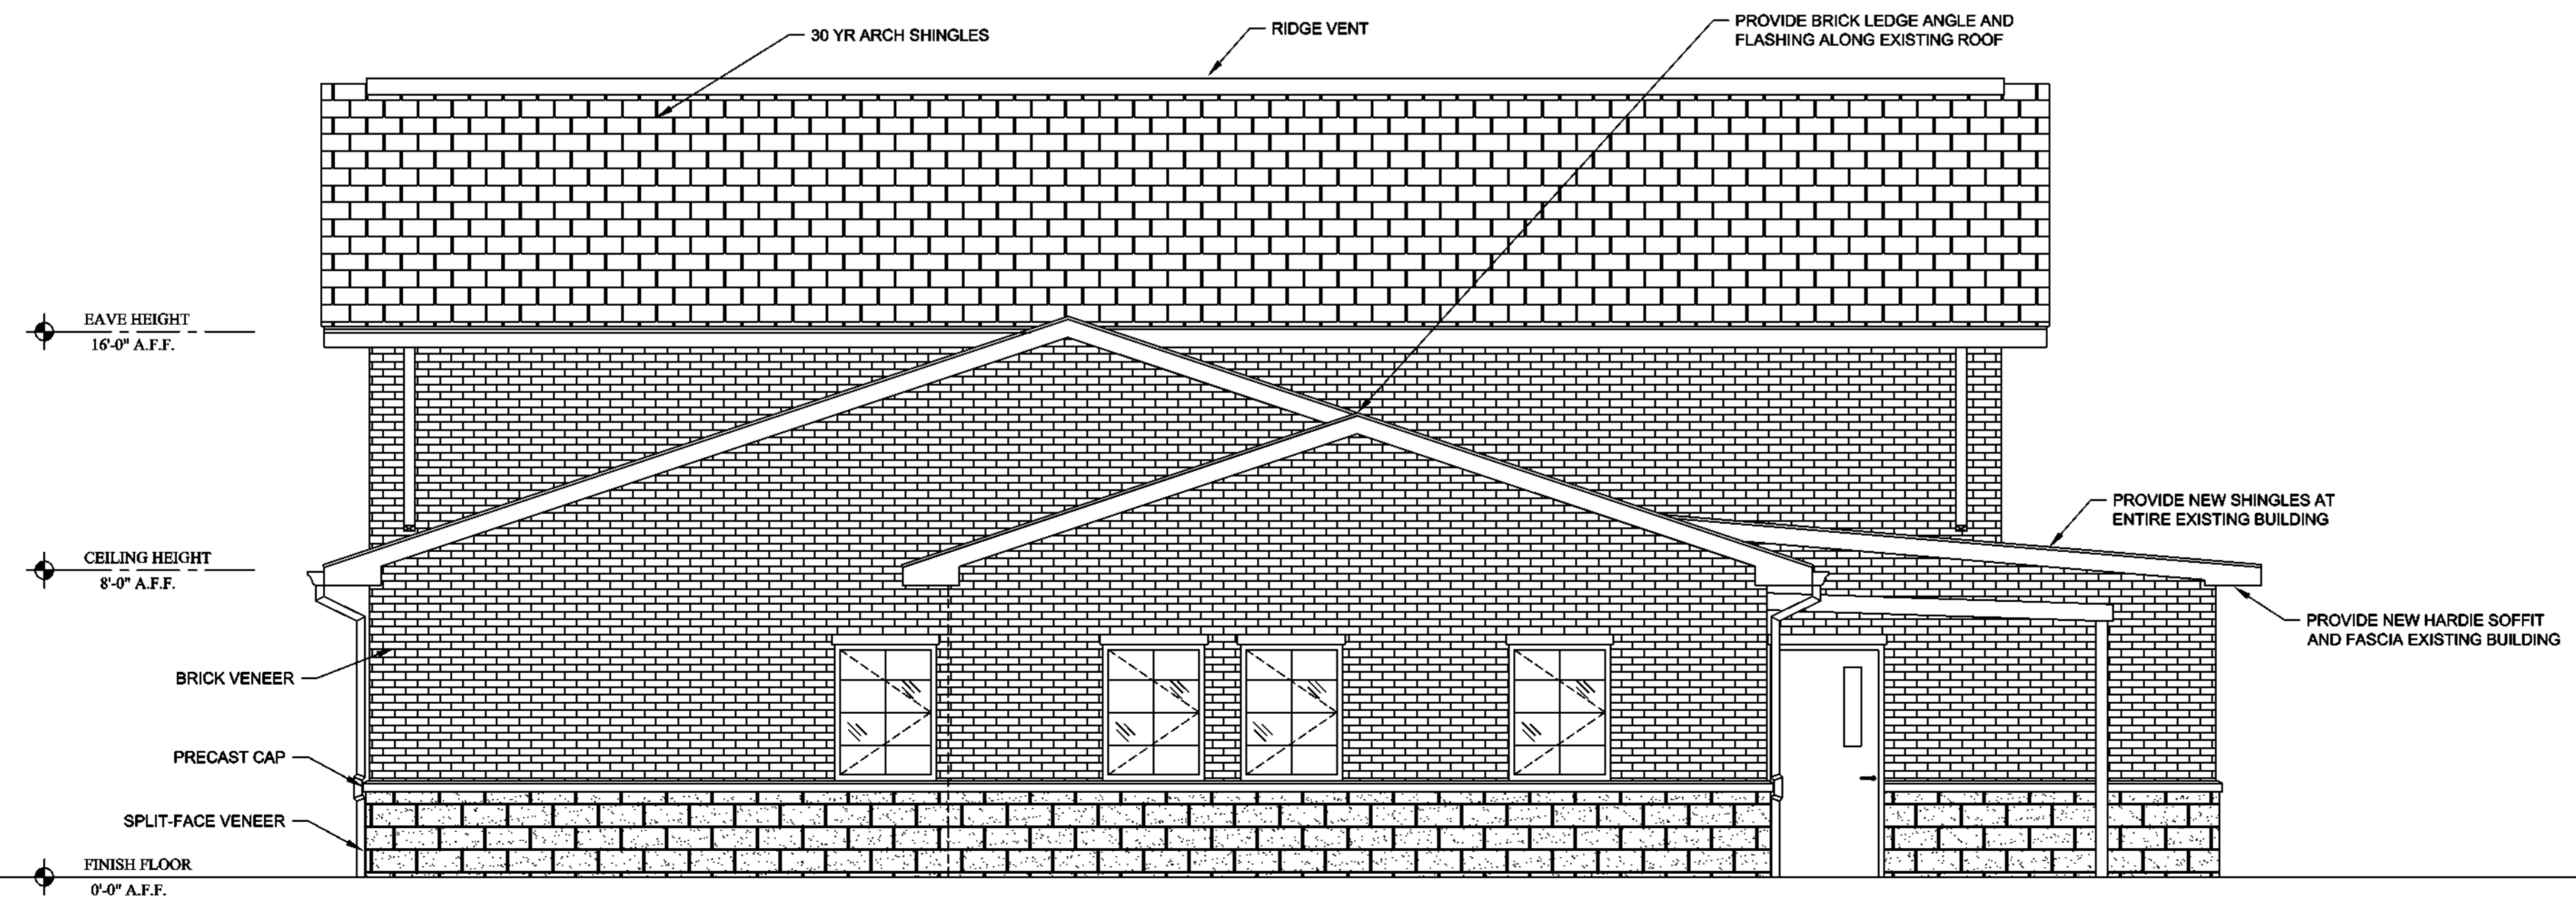 30 YR ARCH SHINGLES
RIDGE VENT
PROVIDE BRICK LEDGE ANGLE AND
FLASHING ALONG EXISTING ROOF
EAVE HEIGHT
16'-0" A.F.F.
PROVIDE NEW SHINGLES AT
ENTIRE EXISTING BUILDING
CEILING HEIGHT
8'-0" A.F.F.
PROVIDE NEW HARDIE SOFFIT
AND FASCIA EXISTING BUILDING
BRICK VENEER
PRECAST CAP
SPLIT-FACE VENEER
FINISH FLOOR
0'-0" A.F.F.